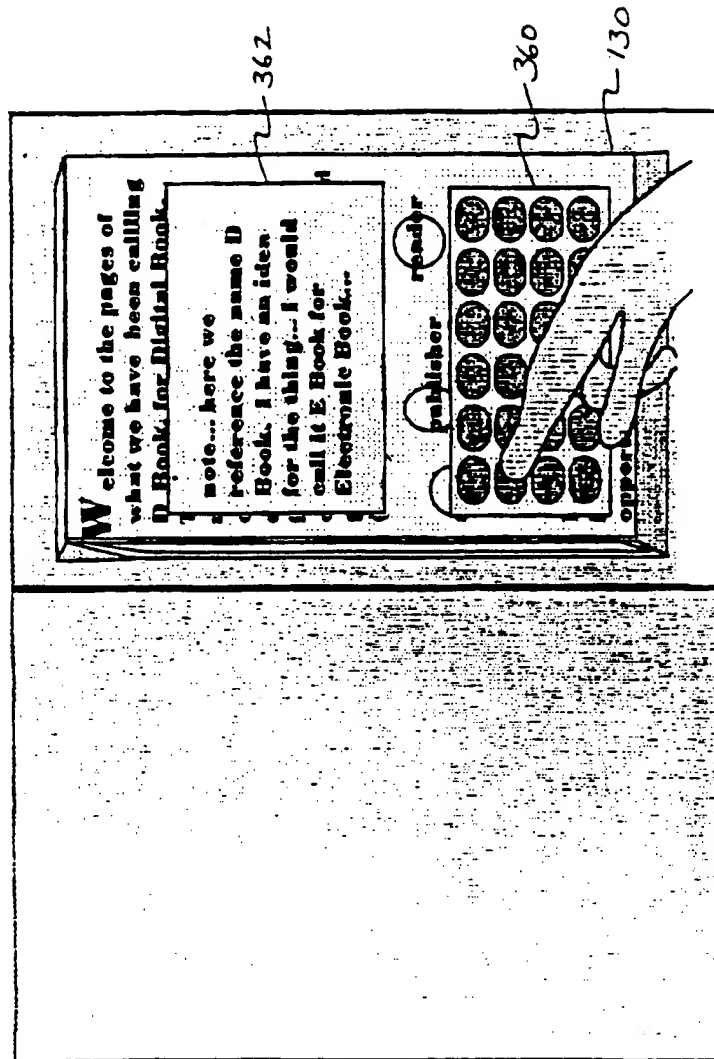 Welcome to the pages of
what we have been callling
D Book, for Digital Book.
note... here we
reference the name D
Book. I have an iden
for the thing... I would
call it E Book for
Electronic Book...
publisher reader
362
360
130